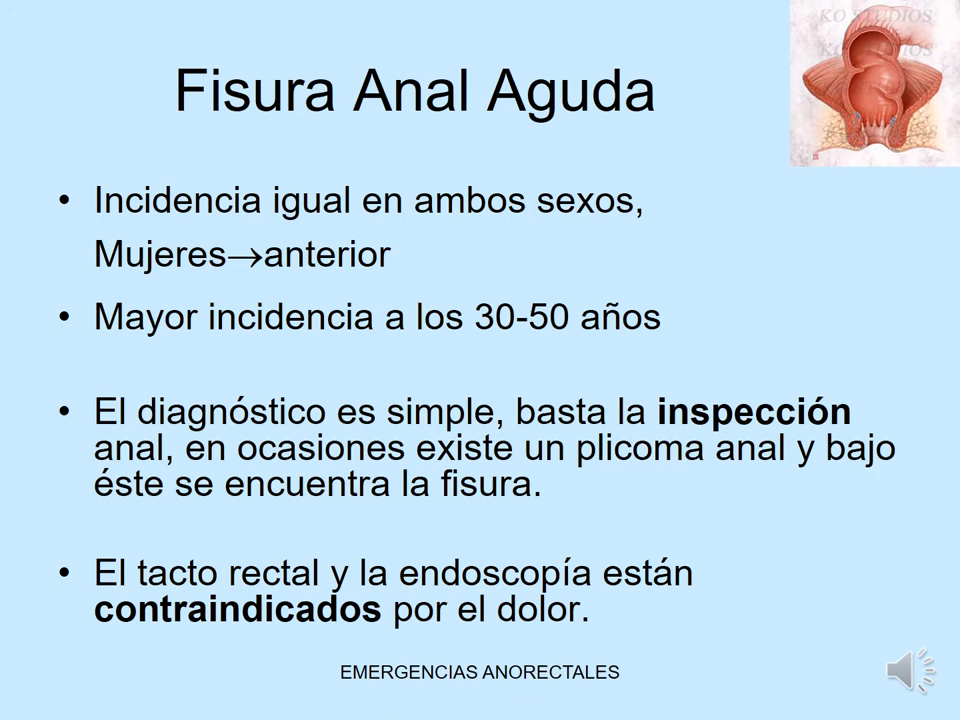 KO STUDIOS
Fisura Anal Aguda
• Incidencia igual en ambos sexos,
Mujeres→anterior
• Mayor incidencia a los 30-50 años
• El diagnóstico es simple, basta la inspección
anal, en ocasiones existe un plicoma anal y bajo
éste se encuentra la fisura.
• El tacto rectal y la endoscopía están
contraindicados por el dolor.
EMERGENCIAS ANORECTALES